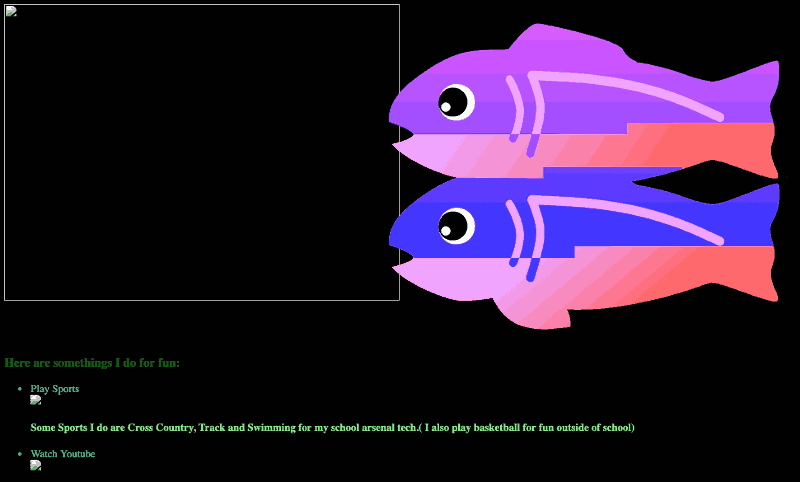 Here are somethings I do for fun:
Play Sports
Some Sports I do are Cross Country, Track and Swimming for my school arsenal tech.( I also play basketball for fun outside of school)
Watch Youtube